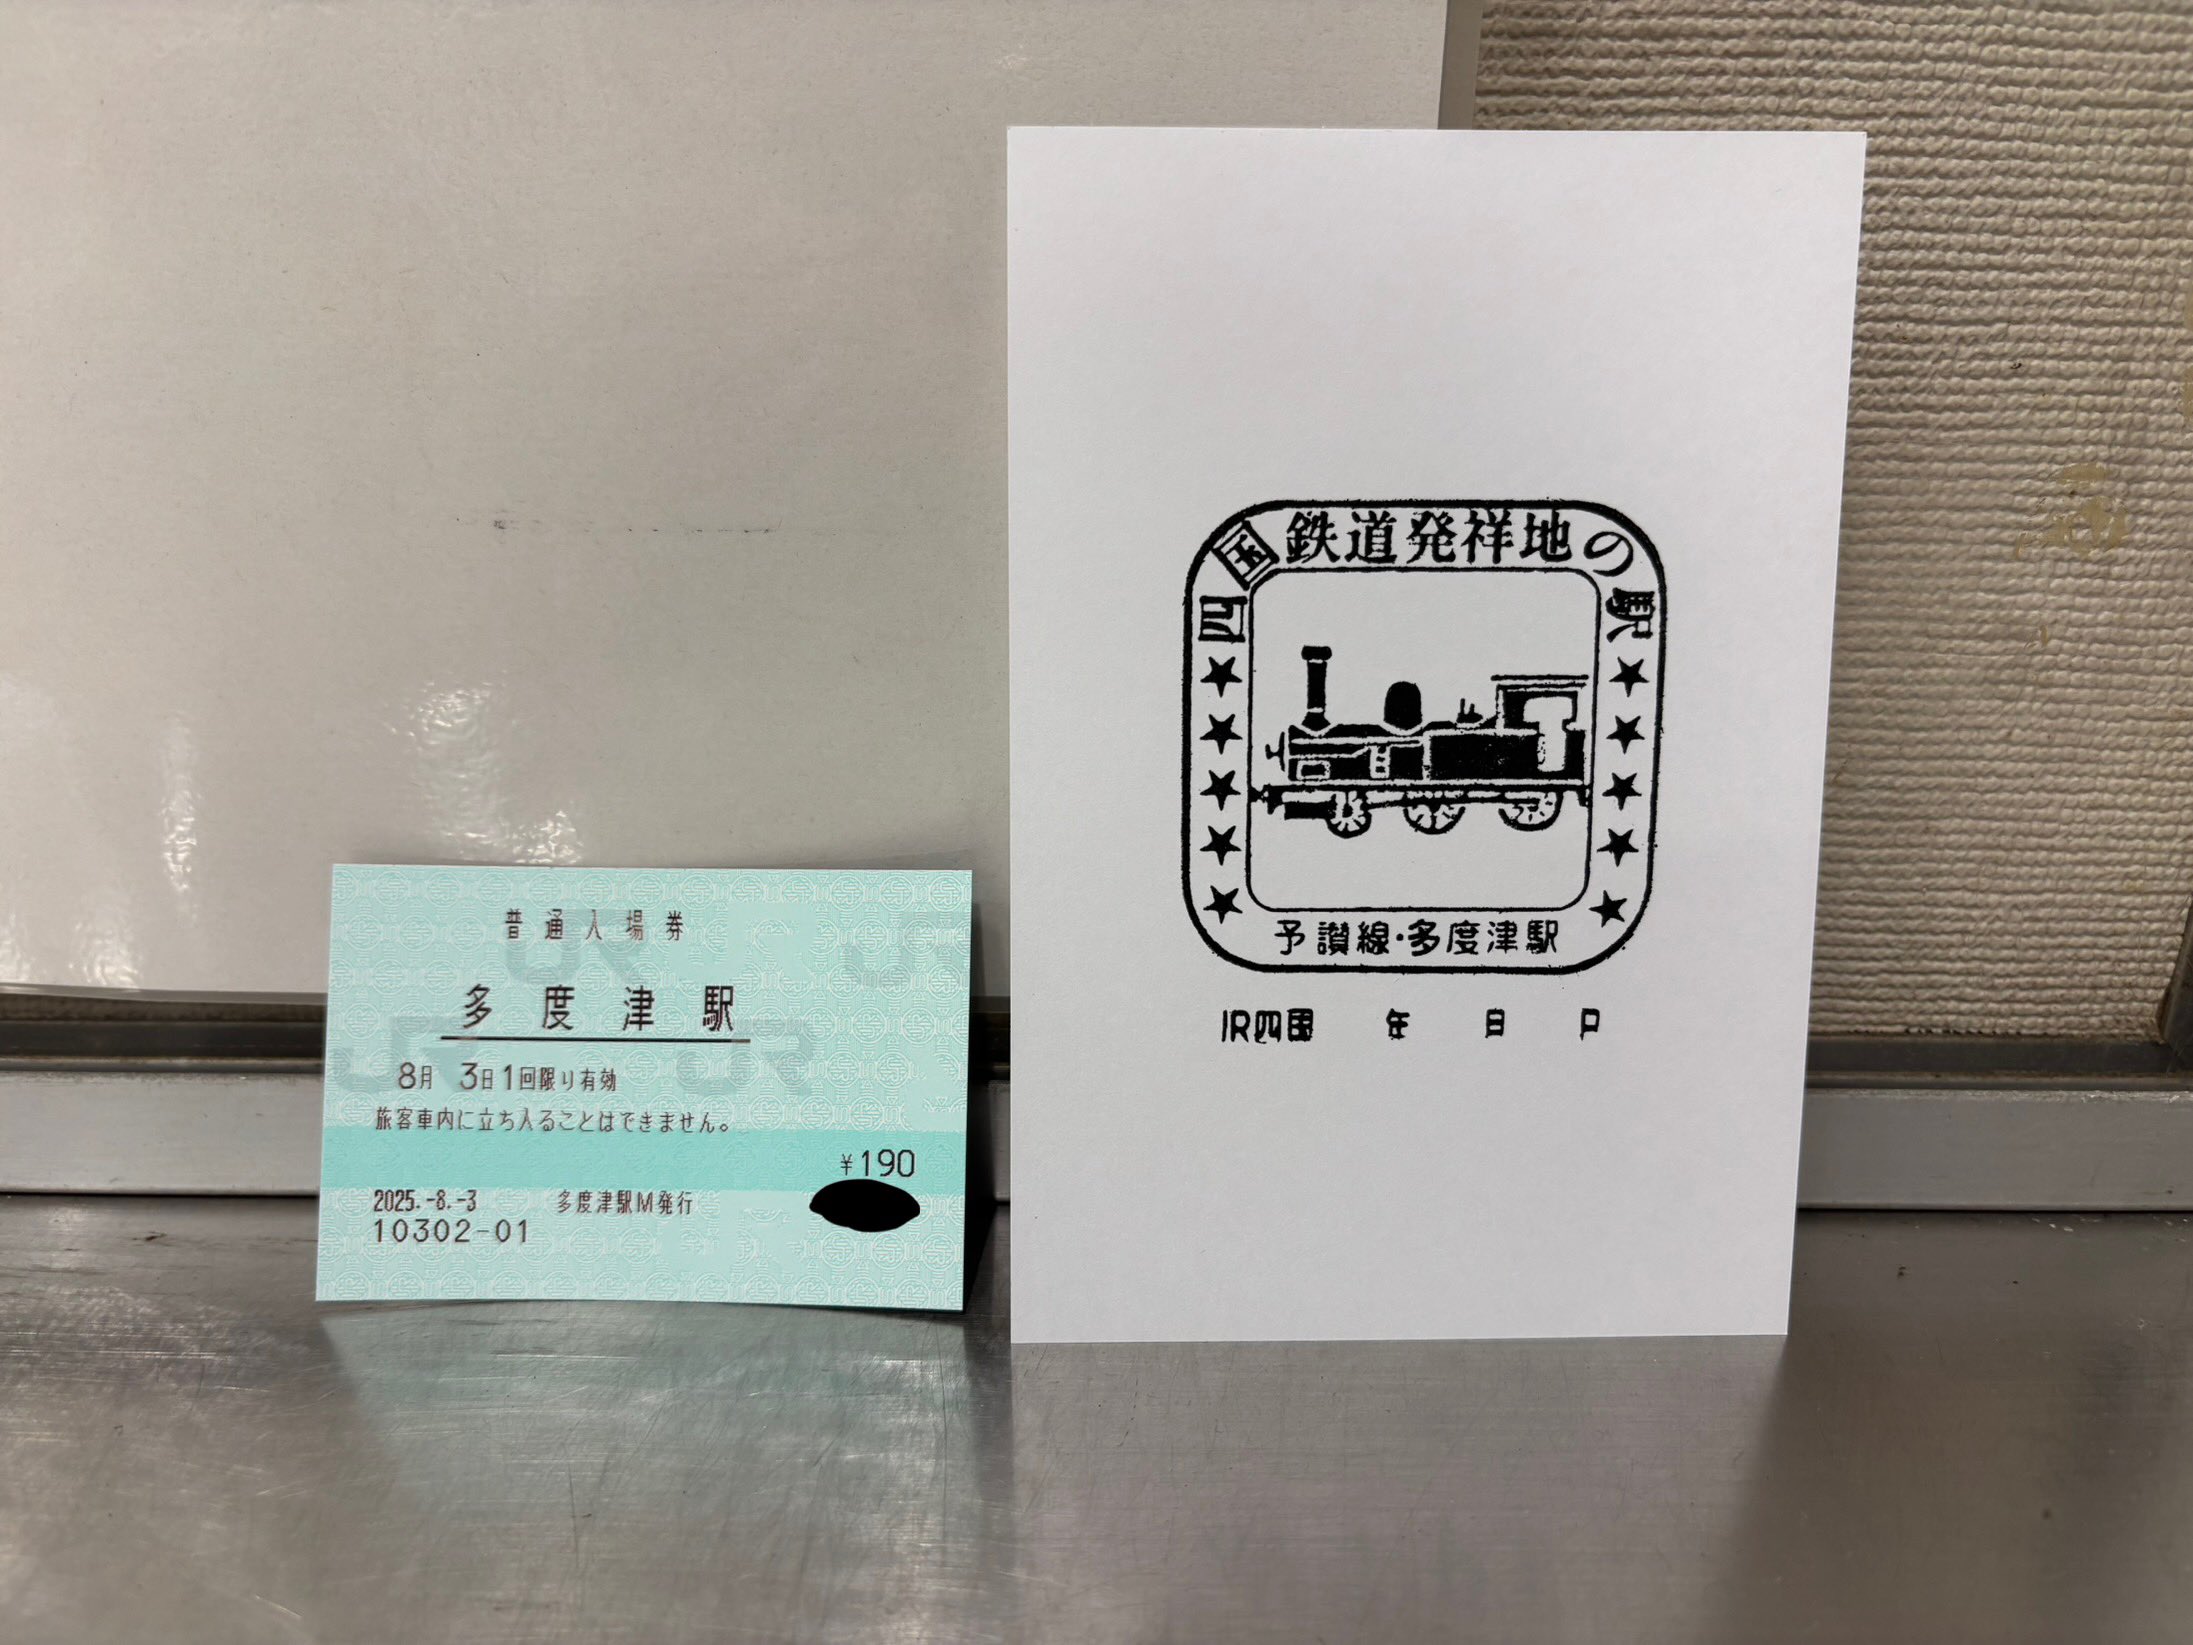 普通入場券
多度津駅
8月 3日1回限り有効
旅客車内に立ち入ることはできません。
¥190
2025.-8.-3 多度津駅M発行
10302-01
四国鉄道発祥地の駅
★★★★★ ★★★★★
予讃線・多度津駅
JR四国 年 月 日